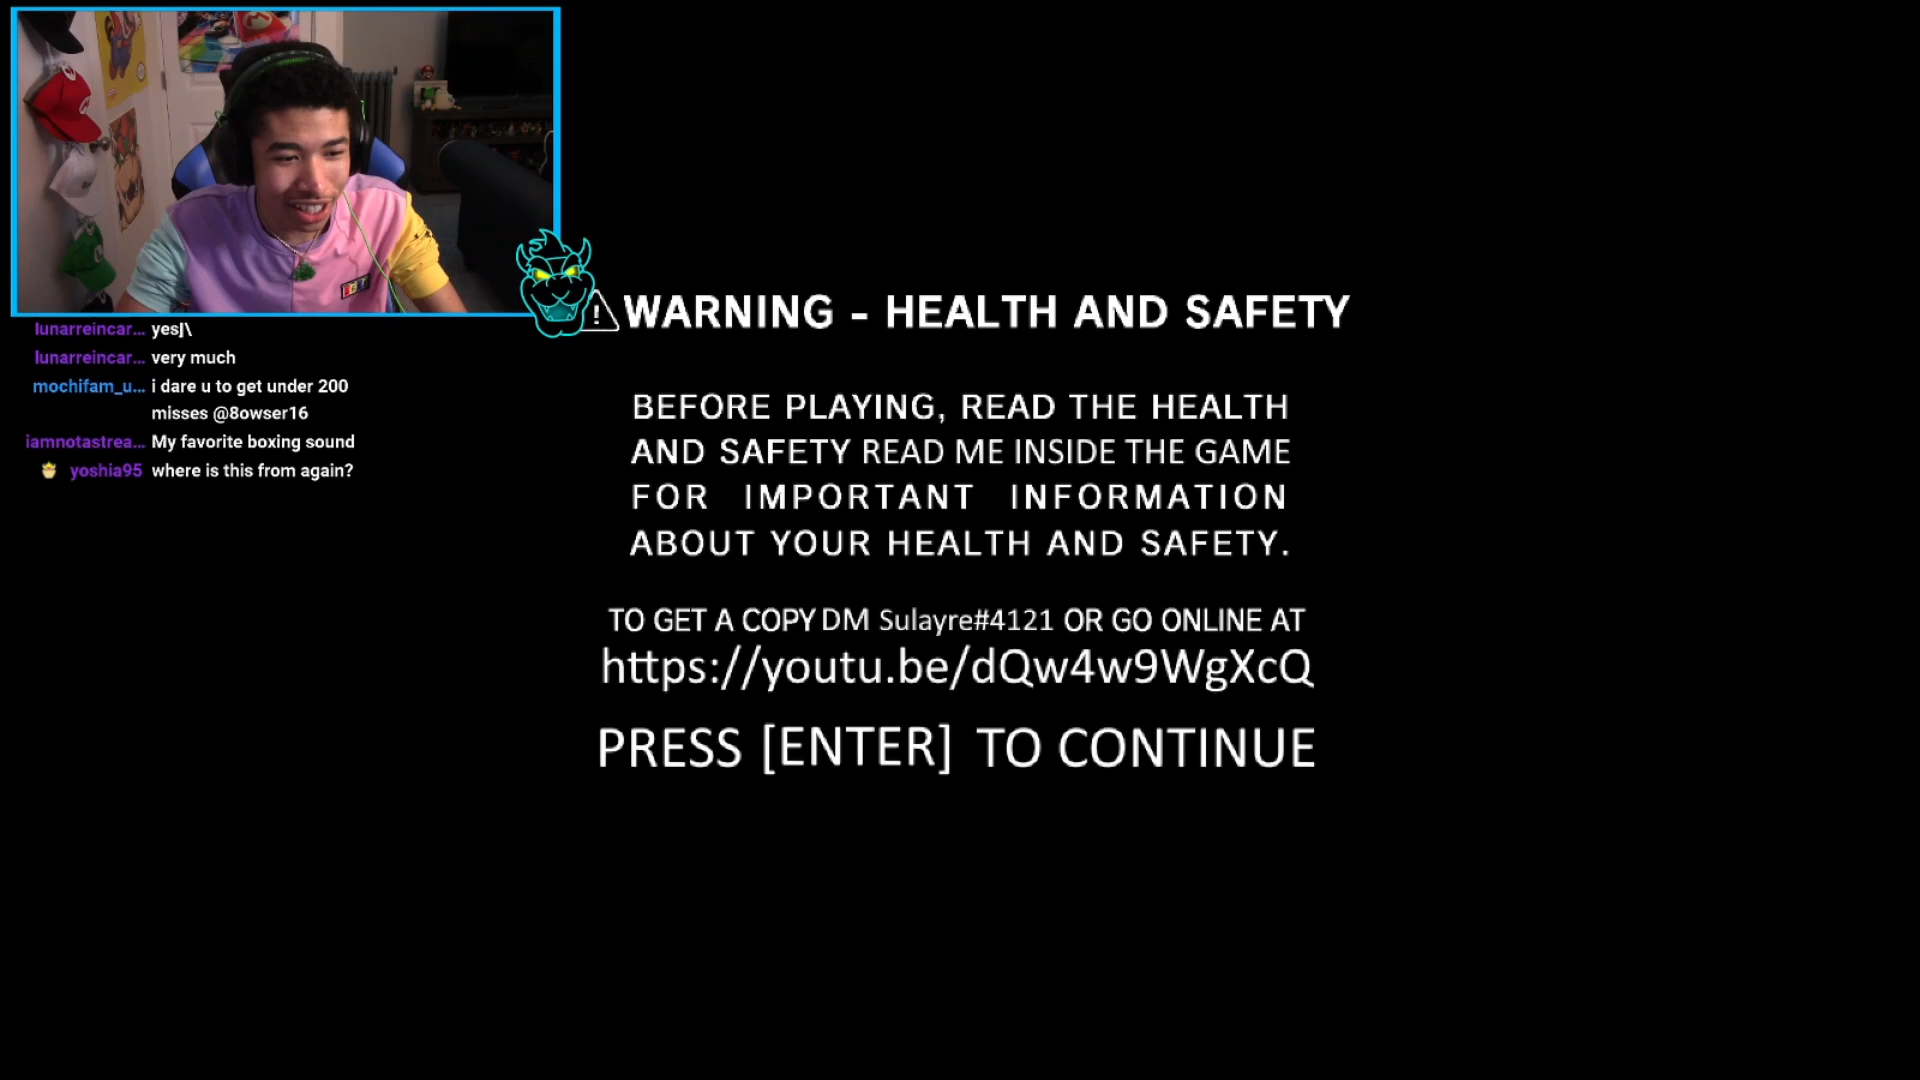 lunarreincar... yes]\
lunarreincar... very much
mochifam_u... i dare u to get under 200
misses @8owser16
iamnotastrea... My favorite boxing sound
yoshia95 where is this from again?
WARNING - HEALTH AND SAFETY
BEFORE PLAYING, READ THE HEALTH
AND SAFETY READ ME INSIDE THE GAME
FOR IMPORTANT INFORMATION
ABOUT YOUR HEALTH AND SAFETY.
TO GET A COPY DM Sulayre#4121 OR GO ONLINE AT
https://youtu.be/dQw4w9WgXcQ
PRESS [ENTER] TO CONTINUE